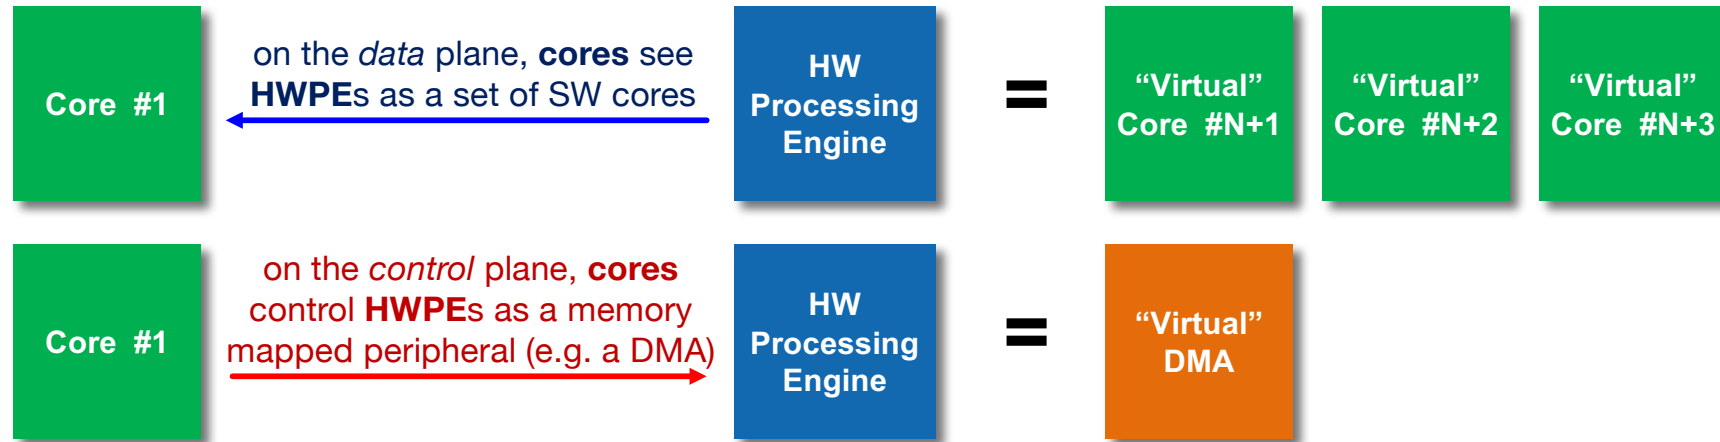 Core #1
on the data plane, cores see
HWPEs as a set of SW cores
HW
Processing
Engine
=
“Virtual”
Core #N+1
“Virtual”
Core #N+2
“Virtual”
Core #N+3
Core #1
on the control plane, cores
control HWPEs as a memory
mapped peripheral (e.g. a DMA)
HW
Processing
Engine
=
“Virtual”
DMA